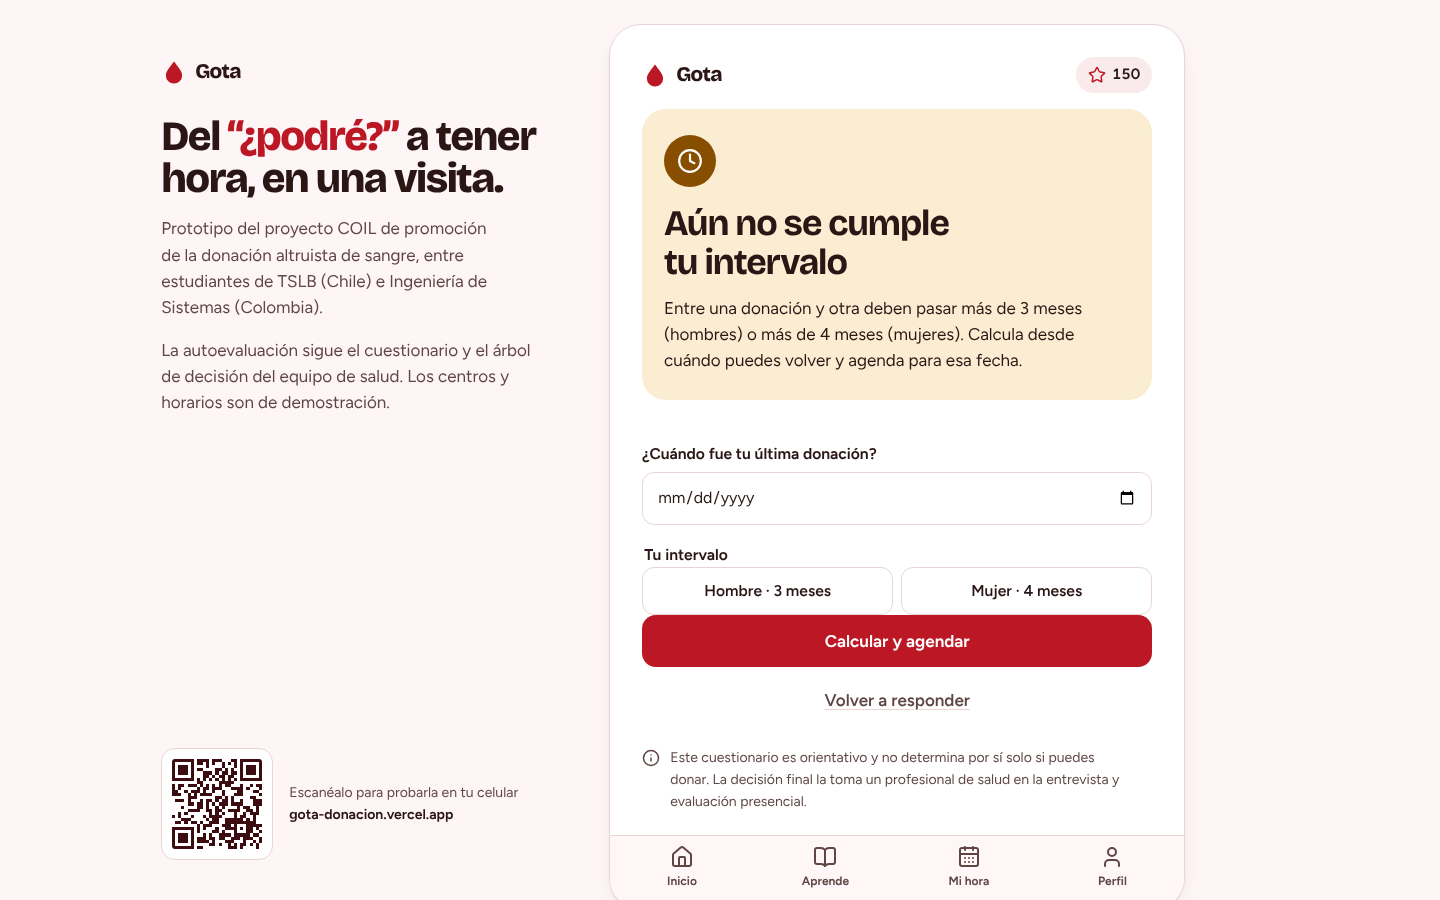 Gota
Del “¿podré?” a tener
hora, en una visita.
Prototipo del proyecto COIL de promoción
de la donación altruista de sangre, entre
estudiantes de TSLB (Chile) e Ingeniería de
Sistemas (Colombia).
La autoevaluación sigue el cuestionario y el árbol
de decisión del equipo de salud. Los centros y
horarios son de demostración.
Escanéalo para probarla en tu celular
gota-donacion.vercel.app
Gota
150
Aún no se cumple
tu intervalo
Entre una donación y otra deben pasar más de 3 meses
(hombres) o más de 4 meses (mujeres). Calcula desde
cuándo puedes volver y agenda para esa fecha.
¿Cuándo fue tu última donación?
mm/dd/yyyy
Tu intervalo
Hombre · 3 meses
Mujer · 4 meses
Calcular y agendar
Volver a responder
Este cuestionario es orientativo y no determina por sí solo si puedes
donar. La decisión final la toma un profesional de salud en la entrevista y
evaluación presencial.
Inicio
Aprende
Mi hora
Perfil